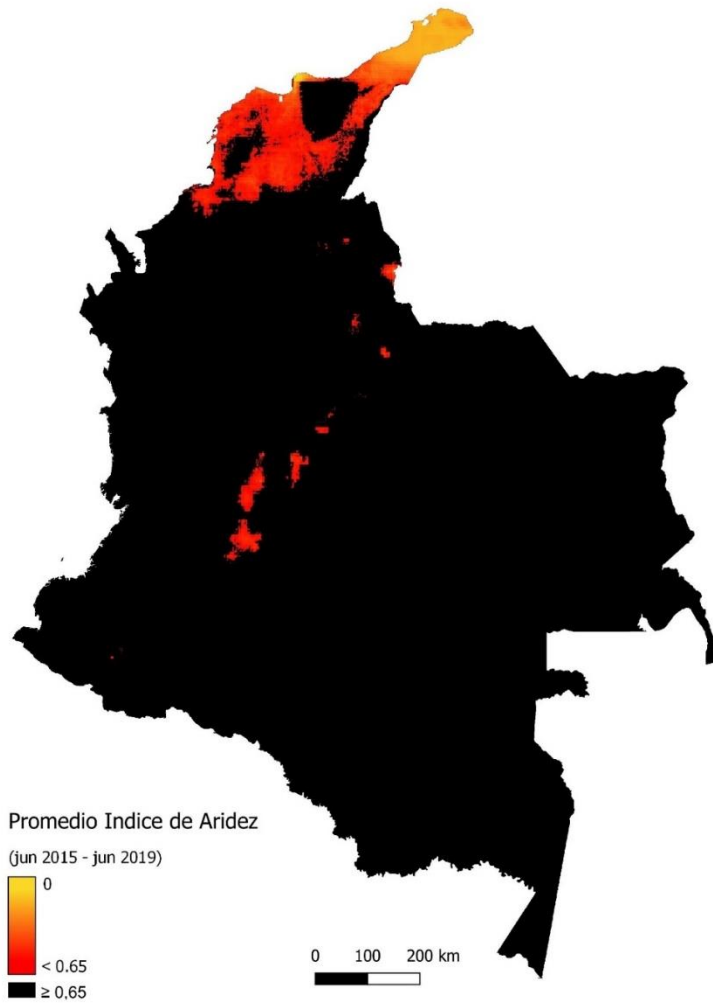 Promedio Indice de Aridez
(jun 2015 - jun 2019)
0
< 0.65
≥ 0,65
0 100 200 km